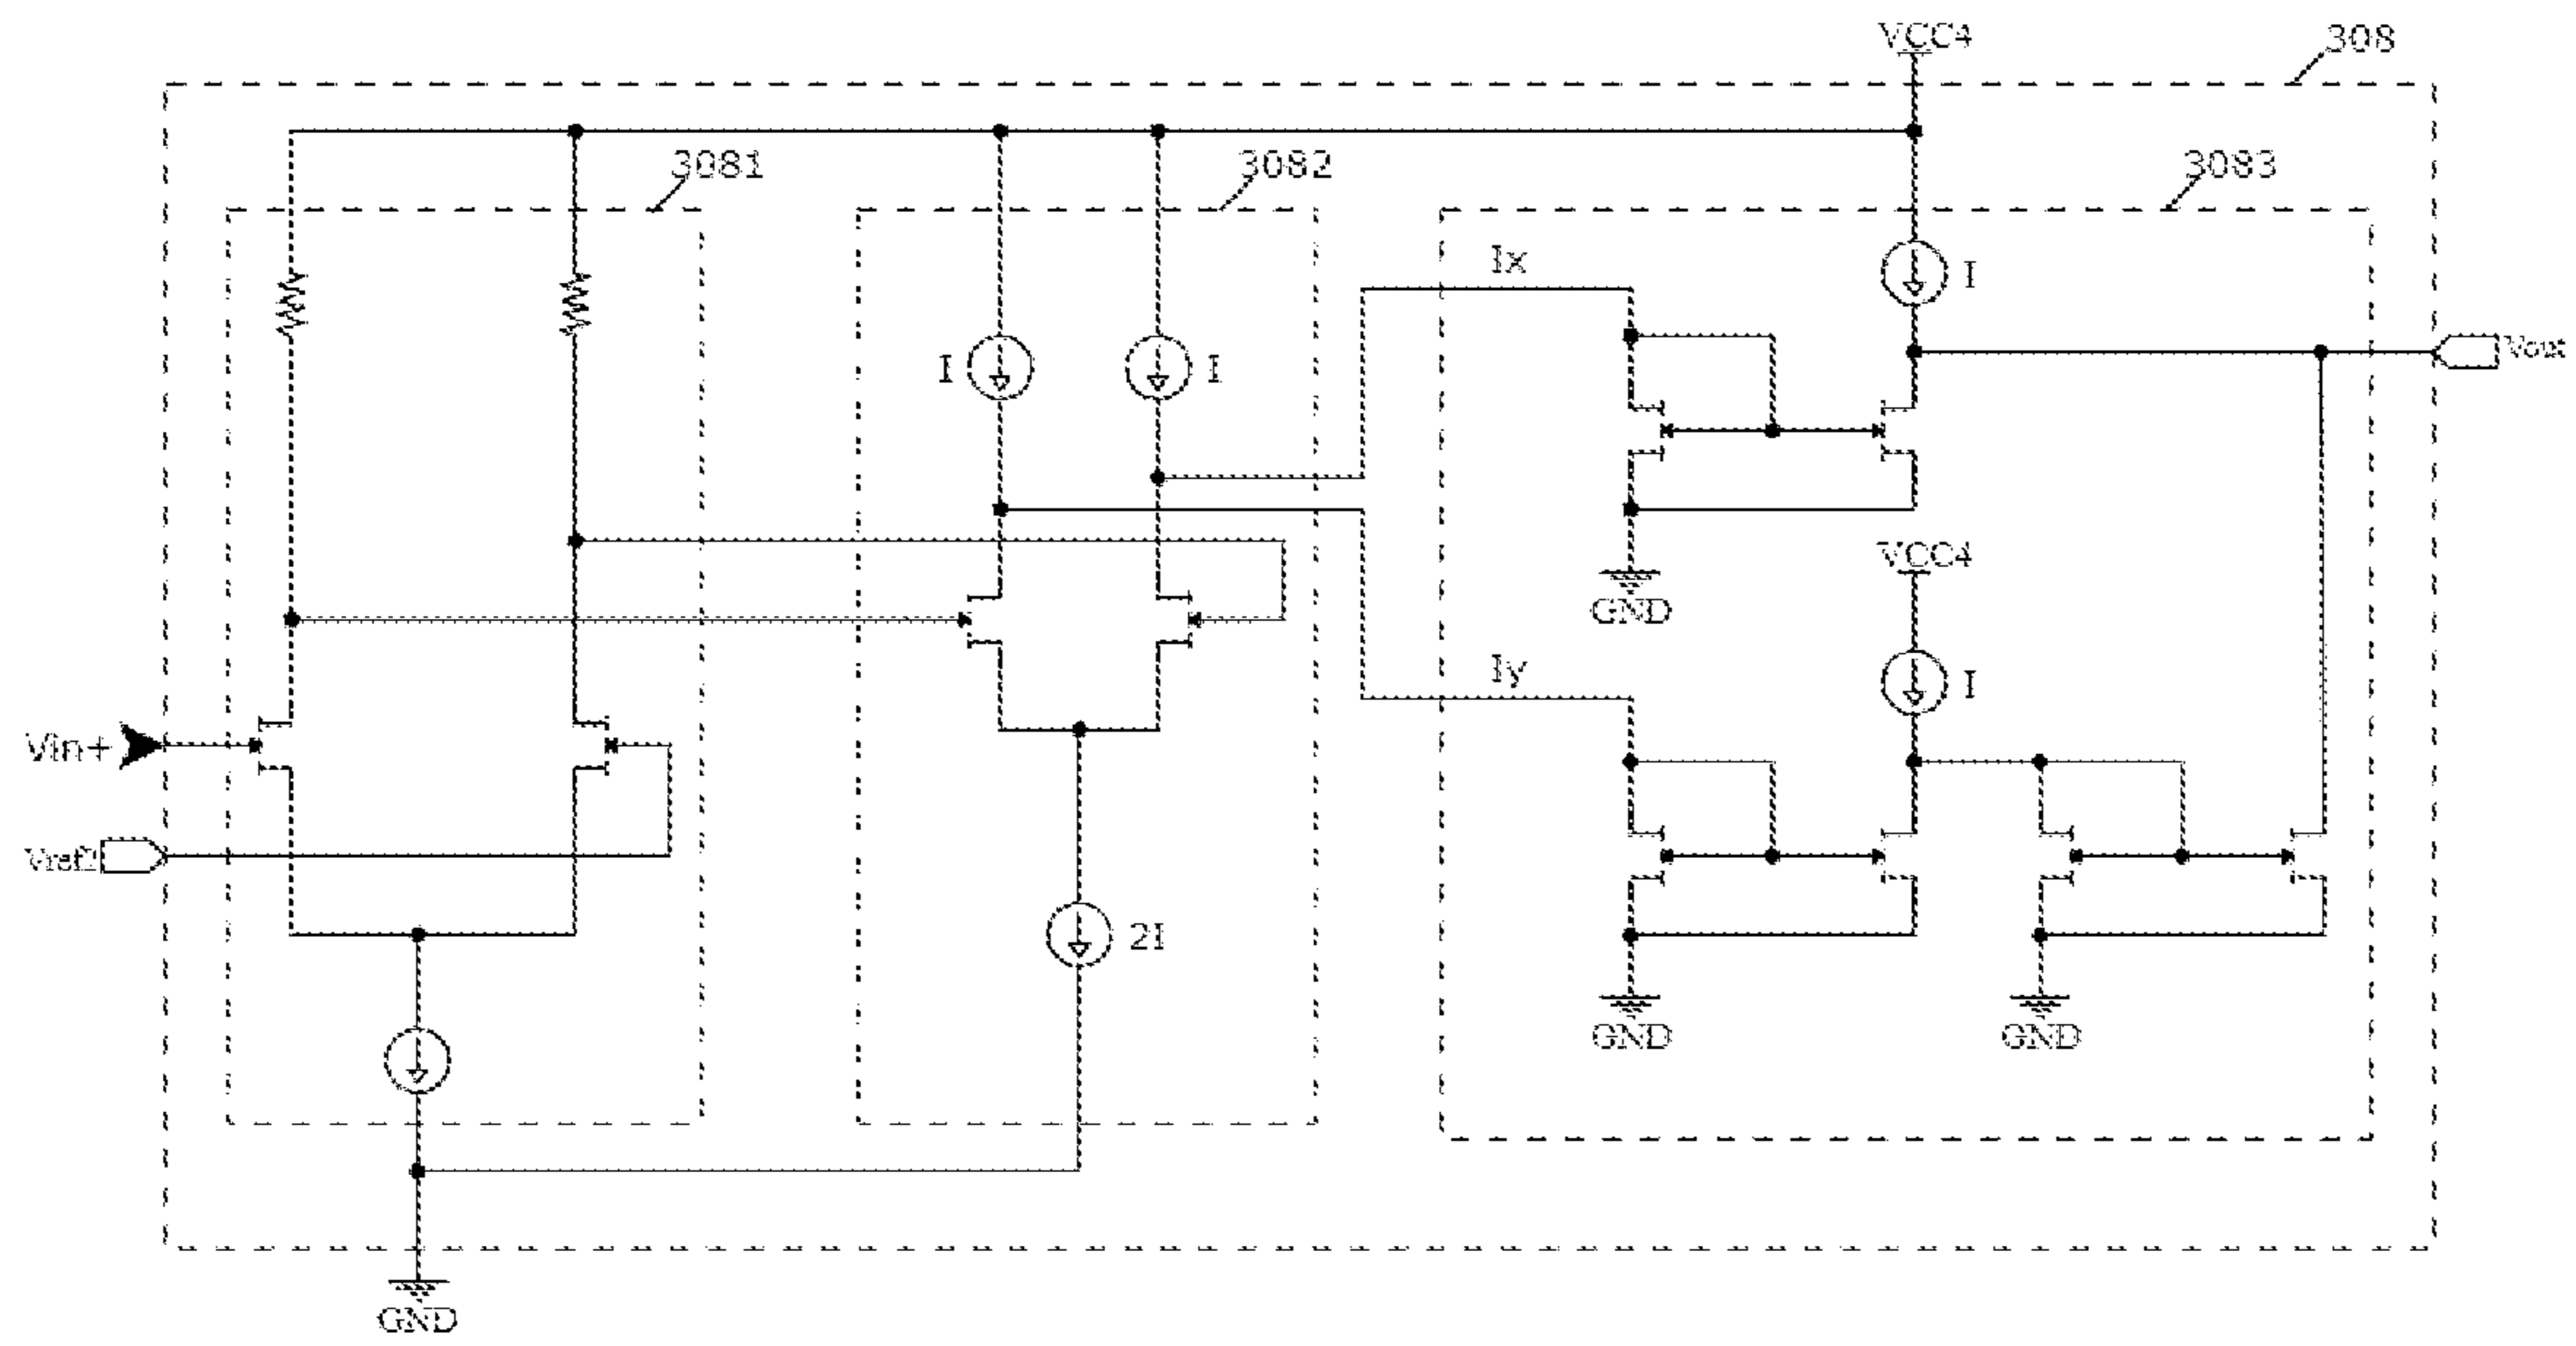 VCC4
308
3081
3082
3083
Ix
I
I
I
Vout
VCC4
GND
Iy
I
Vin+
Vref2
2I
GND
GND
GND